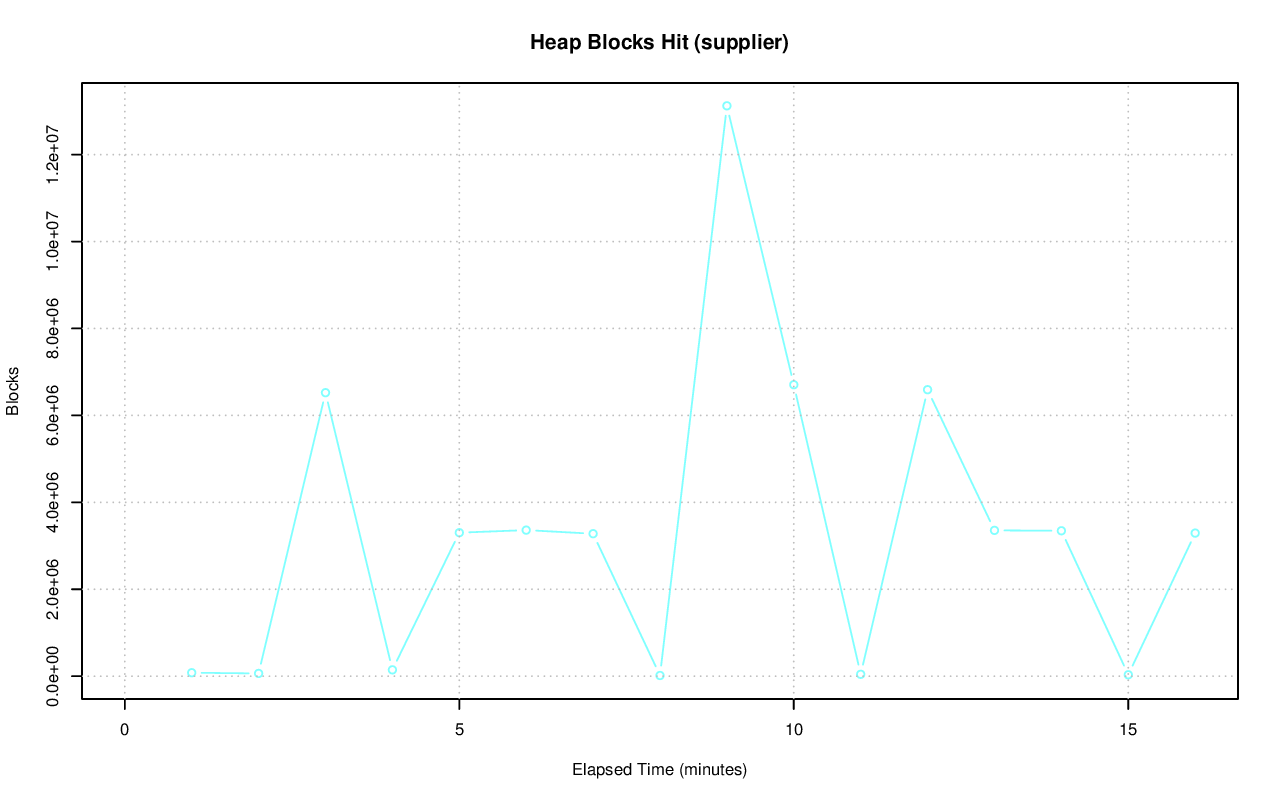 Heap Blocks Hit (supplier)
Blocks
1.2e+07
1.0e+07
8.0e+06
6.0e+06
4.0e+06
2.0e+06
0.0e+00
0 5 10 15
Elapsed Time (minutes)